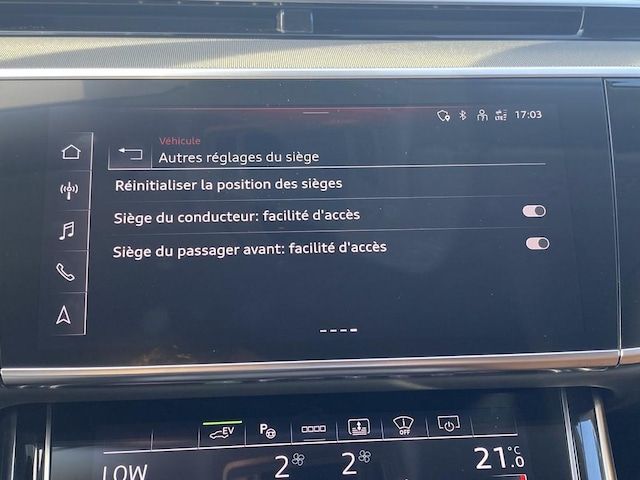 17:03
Véhicule
Autres réglages du siège
Réinitialiser la position des sièges
Siège du conducteur: facilité d'accès
Siège du passager avant: facilité d'accès
EV
P
OFF
LOW 2 2 21.0 °C